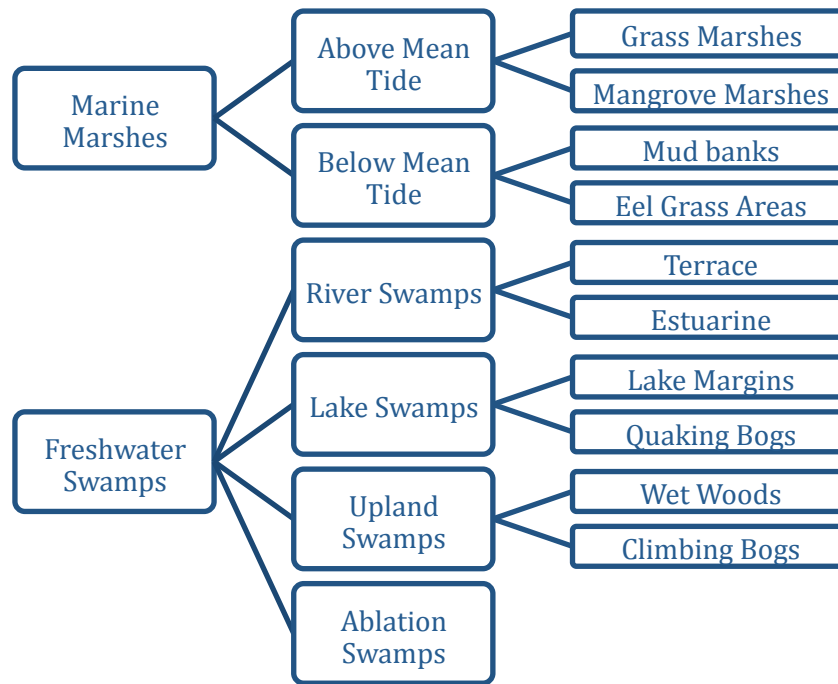 Marine
Marshes
Above Mean
Tide
Grass Marshes
Mangrove Marshes
Below Mean
Tide
Mud banks
Eel Grass Areas
Freshwater
Swamps
River Swamps
Terrace
Estuarine
Lake Swamps
Lake Margins
Quaking Bogs
Upland
Swamps
Wet Woods
Climbing Bogs
Ablation
Swamps